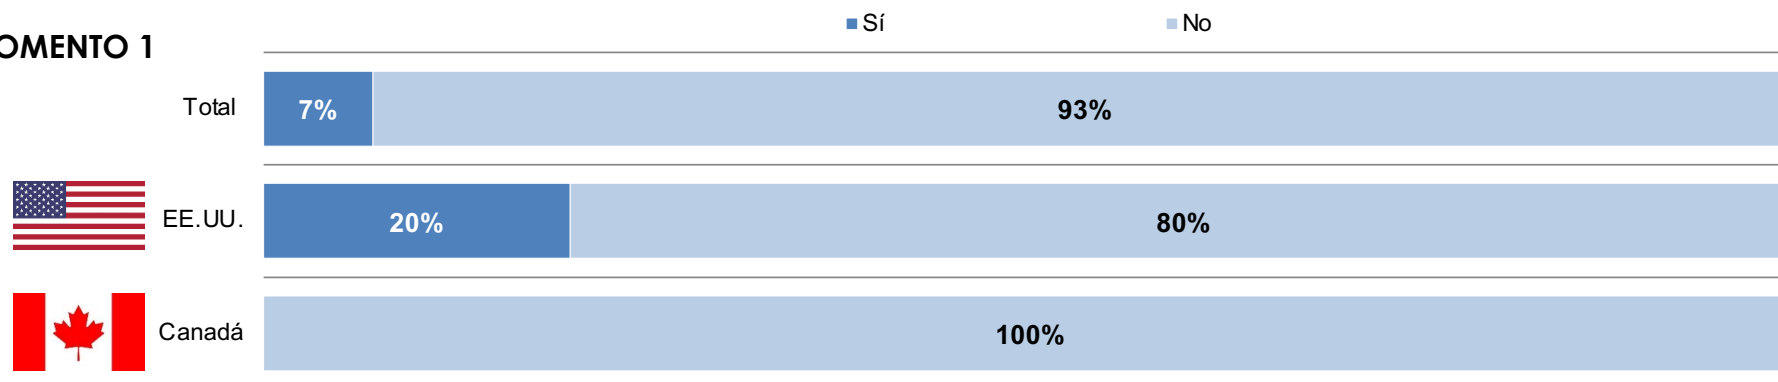 Sí No
OMENTO 1
Total 7% 93%
EE.UU. 20% 80%
Canadá 100%